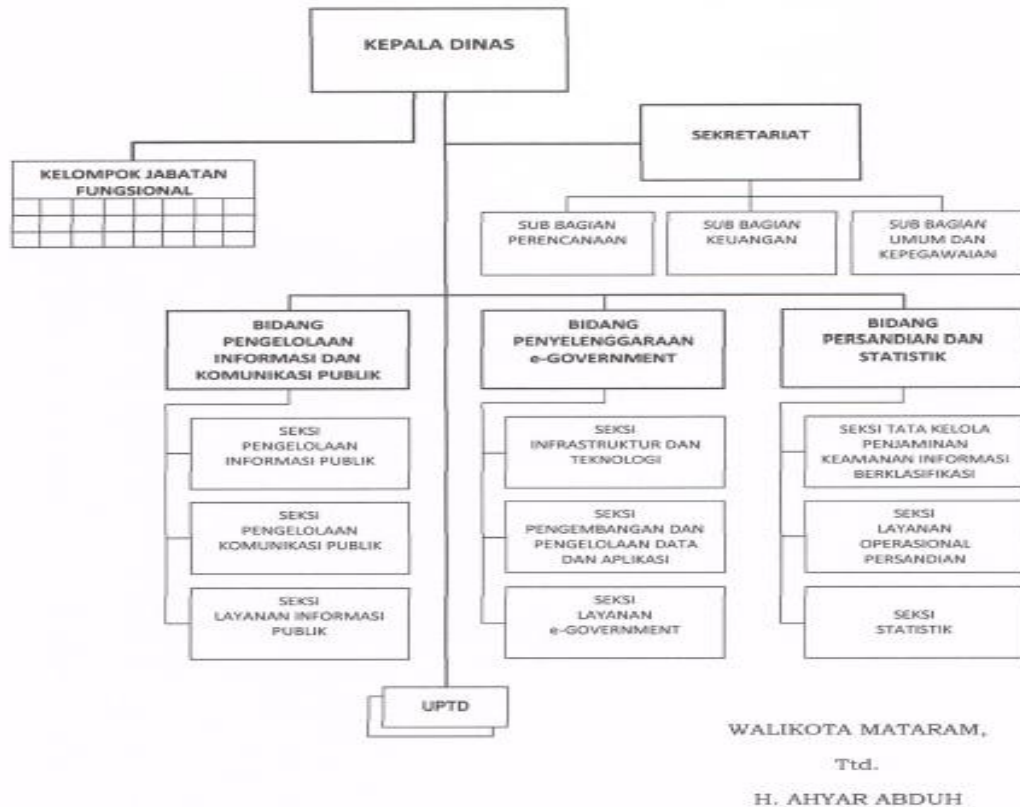 KEPALA DINAS
SEKRETARIAT
KELOMPOK JABATAN
FUNGSIONAL
SUB BAGIAN
PERENCANAAN
SUB BAGIAN
KEUANGAN
SUB BAGIAN
UMUM DAN
KEPEGAWAIAN
BIDANG
PENGELOLAAN
INFORMASI DAN
KOMUNIKASI PUBLIK
BIDANG
PENYELENGGARAAN
e-GOVERNMENT
BIDANG
PERSANDIAN DAN
STATISTIK
SEKSI
PENGELOLAAN
INFORMASI PUBLIK
SEKSI
INFRASTRUKTUR DAN
TEKNOLOGI
SEKSI TATA KELOLA
PENJAMINAN
KEAMANAN INFORMASI
BERKLASIFIKASI
SEKSI
PENGELOLAAN
KOMUNIKASI PUBLIK
SEKSI
PENGEMBANGAN DAN
PENGELOLAAN DATA
DAN APLIKASI
SEKSI
LAYANAN
OPERASIONAL
PERSANDIAN
SEKSI
LAYANAN INFORMASI
PUBLIK
SEKSI
LAYANAN
e-GOVERNMENT
SEKSI
STATISTIK
UPTD
WALIKOTA MATARAM,
Ttd.
H. AHYAR ABDUH